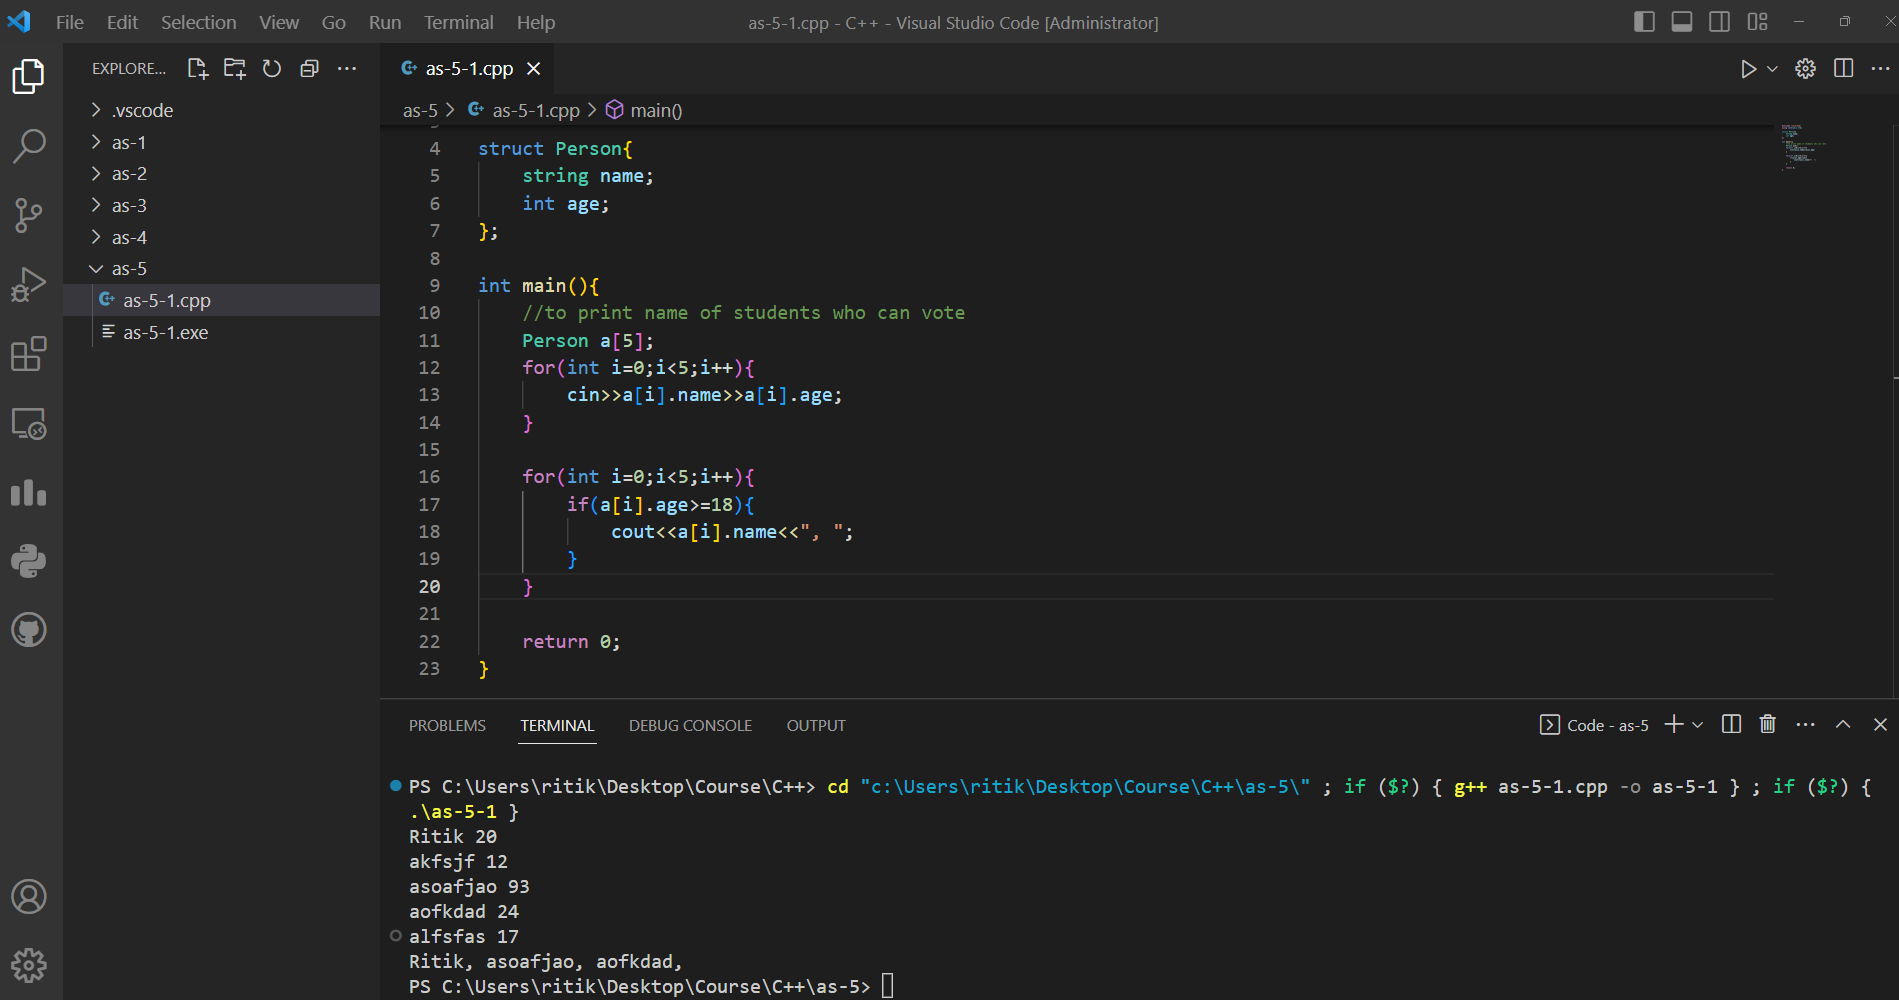 File Edit Selection View Go Run Terminal Help as-5-1.cpp - C++ - Visual Studio Code [Administrator]
EXPLORE...
.vscode
as-1
as-2
as-3
as-4
as-5
as-5-1.cpp
as-5-1.exe
as-5-1.cpp
as-5 as-5-1.cpp main()
4 struct Person{
5 string name;
6 int age;
7 };
8
9 int main(){
10 //to print name of students who can vote
11 Person a[5];
12 for(int i=0;i<5;i++){
13 cin>>a[i].name>>a[i].age;
14 }
15
16 for(int i=0;i<5;i++){
17 if(a[i].age>=18){
18 cout<<a[i].name<<", ";
19 }
20 }
21
22 return 0;
23 }
PROBLEMS TERMINAL DEBUG CONSOLE OUTPUT Code - as-5
PS C:\Users\ritik\Desktop\Course\C++> cd "c:\Users\ritik\Desktop\Course\C++\as-5\" ; if ($?) { g++ as-5-1.cpp -o as-5-1 } ; if ($?) {
.\as-5-1 }
Ritik 20
akfsjf 12
asoafjao 93
aofkdad 24
alfsfas 17
Ritik, asoafjao, aofkdad,
PS C:\Users\ritik\Desktop\Course\C++\as-5>